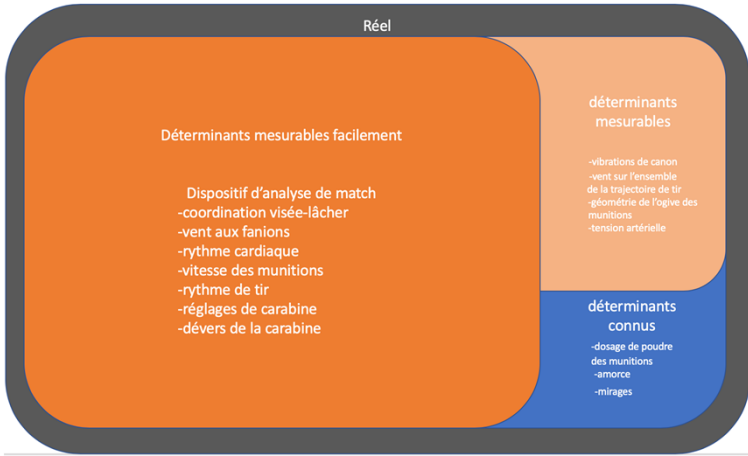 Réel
Déterminants mesurables facilement
Dispositif d’analyse de match
-coordination visée-lâcher
-vent aux fanions
-rythme cardiaque
-vitesse des munitions
-rythme de tir
-réglages de carabine
-dévers de la carabine
déterminants
mesurables
-vibrations de canon
-vent sur l’ensemble
de la trajectoire de tir
-géométrie de l’ogive des
munitions
-tension artérielle
déterminants
connus
-dosage de poudre
des munitions
-amorce
-mirages